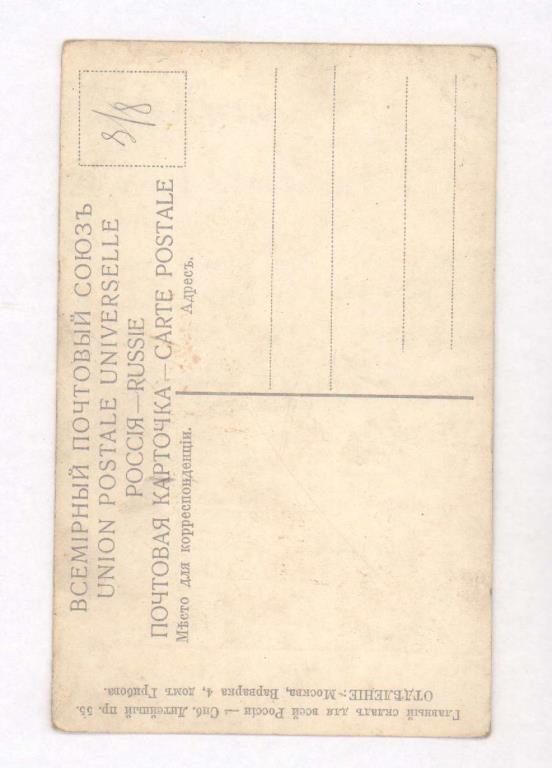 ВСЕМІРНЫЙ ПОЧТОВЫЙ СОЮЗЪ
UNION POSTALE UNIVERSELLE
РОССІЯ—RUSSIE
ПОЧТОВАЯ КАРТОЧКА—CARTE POSTALE
Мѣсто для корреспонденціи. Адресъ.
3/8
Главный складъ для всей Россіи — Спб. Литейный пр. 55.
ОТДѢЛЕНІЕ: Москва, Варварка 4, домъ Грибова.